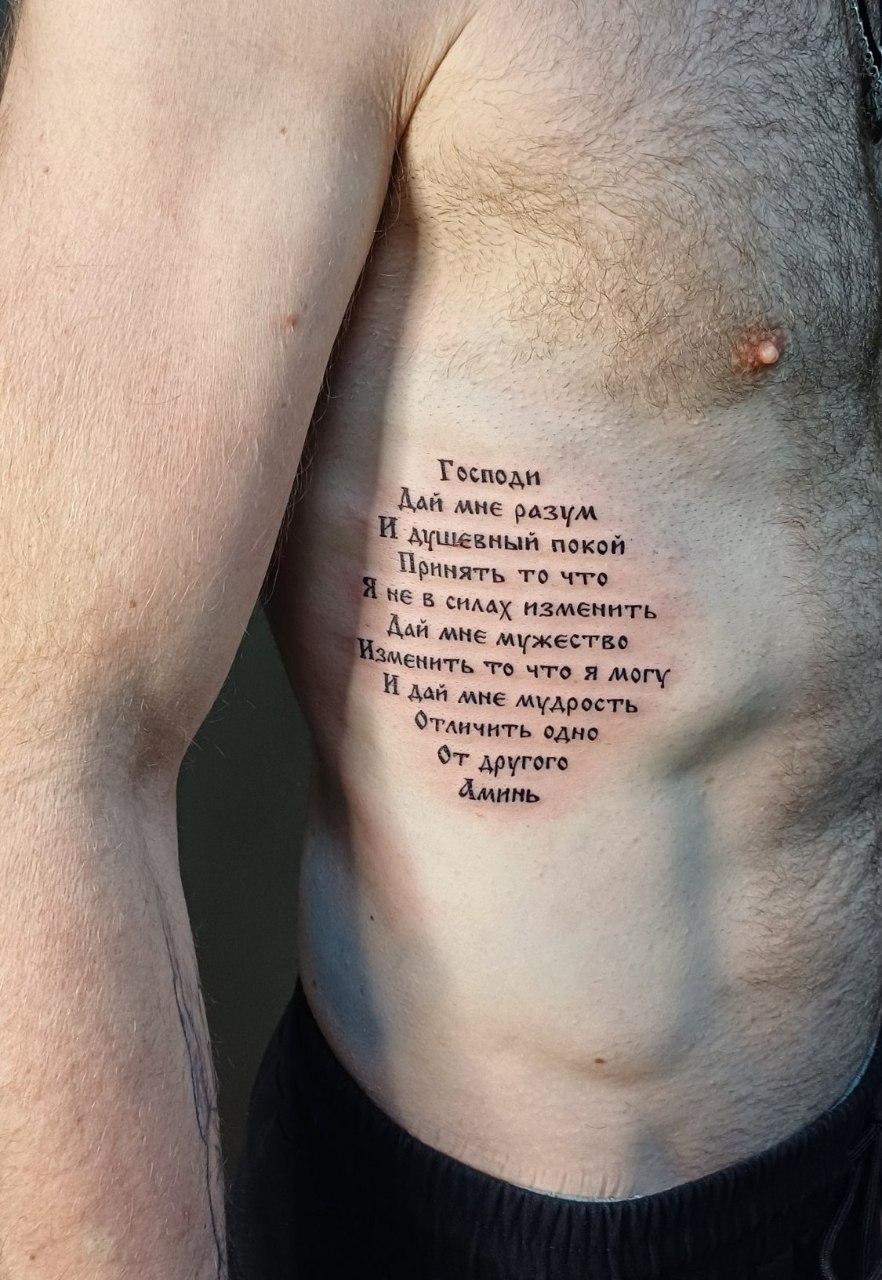 Господи
Дай мне разум
И душевный покой
Принять то что
Я не в силах изменить
Дай мне мужество
Изменить то что я могу
И дай мне мудрость
Отличить одно
От другого
Аминь